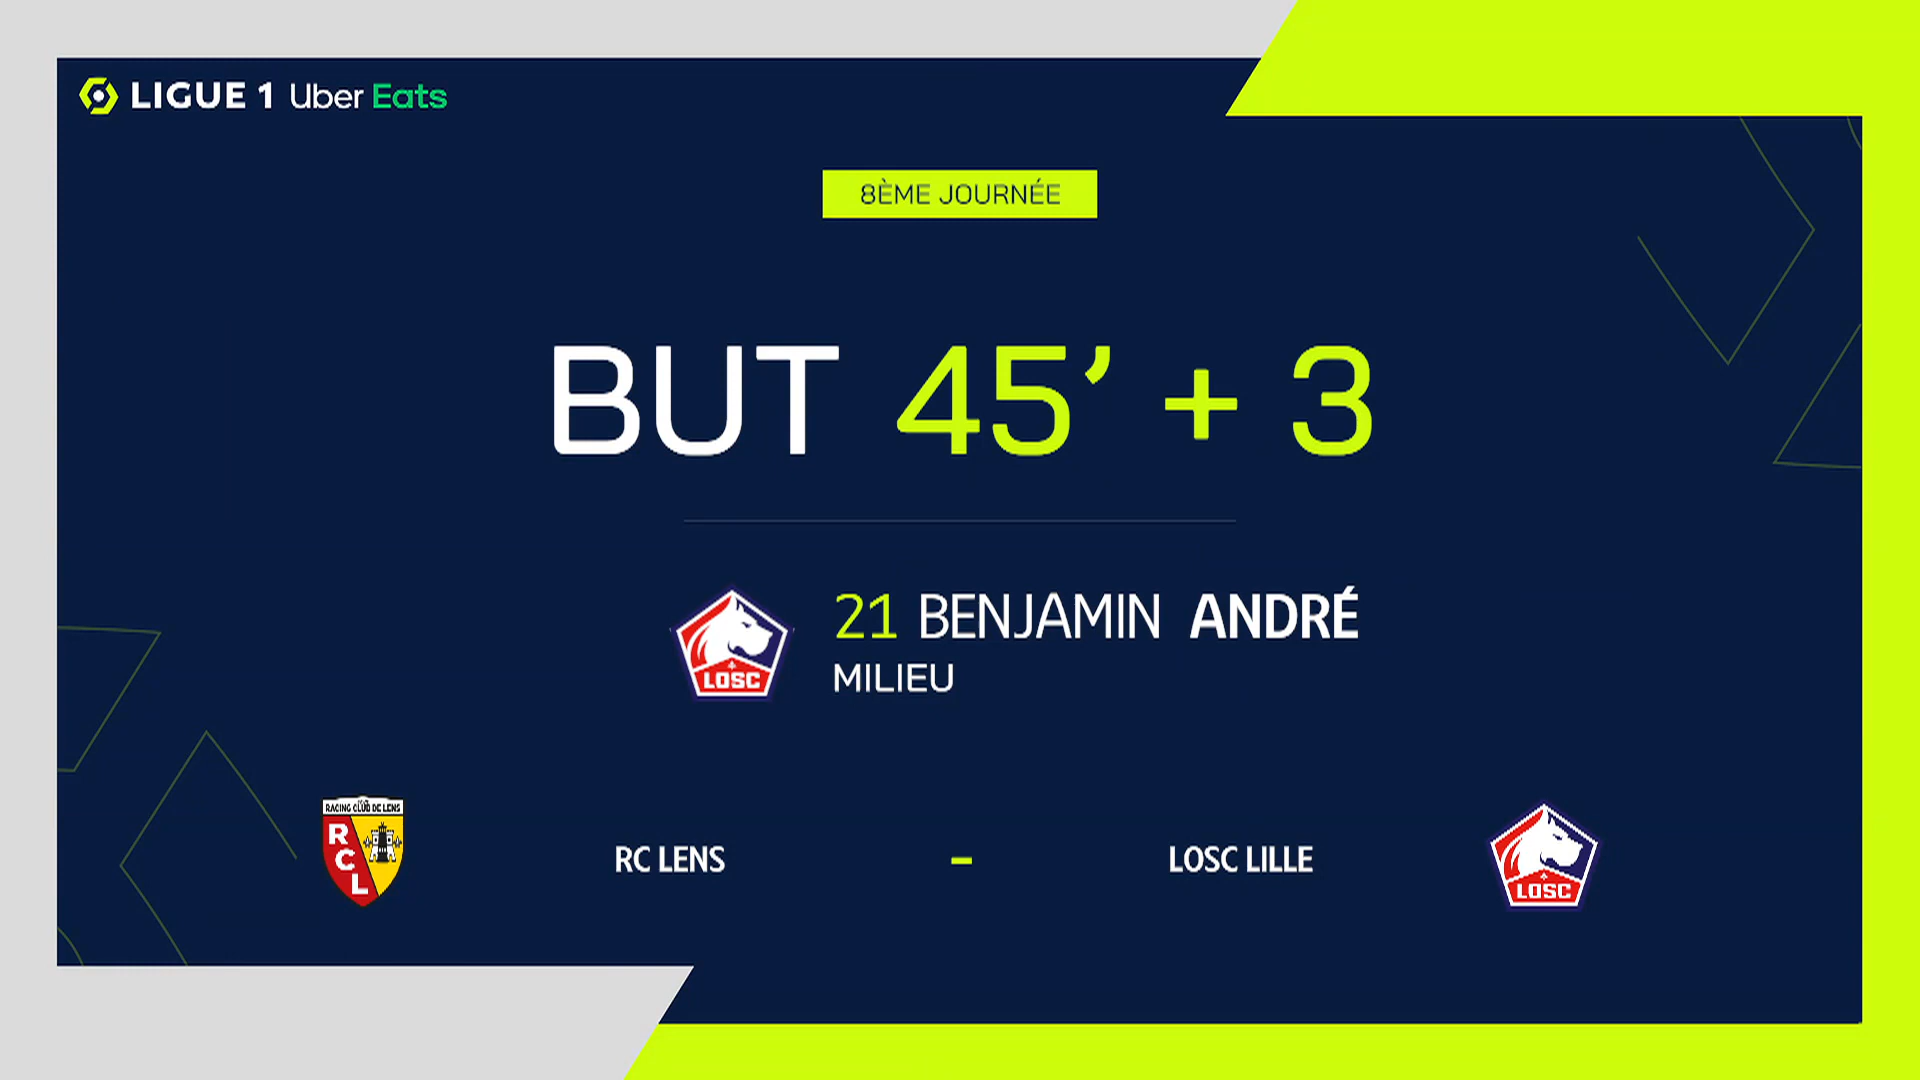 LIGUE 1 Uber Eats
8ÈME JOURNÉE
BUT 45’ + 3
LOSC
21 BENJAMIN ANDRÉ
MILIEU
RACING CLUB DE LENS
RCL
RC LENS - LOSC LILLE
LOSC